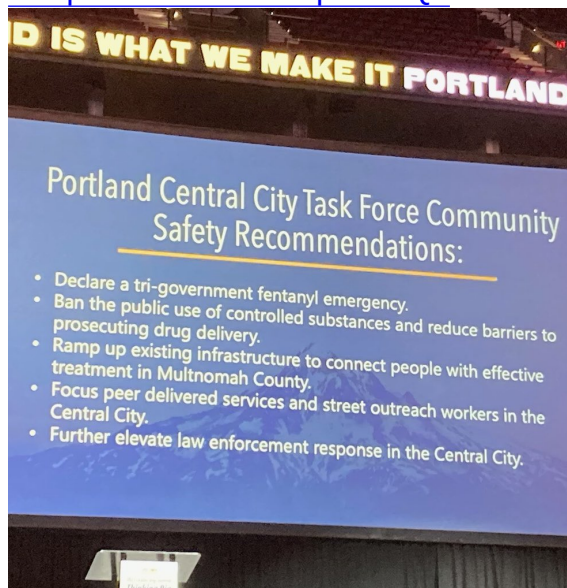 D IS WHAT WE MAKE IT PORTLAND
Portland Central City Task Force Community
Safety Recommendations:
• Declare a tri-government fentanyl emergency.
• Ban the public use of controlled substances and reduce barriers to
prosecuting drug delivery.
• Ramp up existing infrastructure to connect people with effective
treatment in Multnomah County.
• Focus peer delivered services and street outreach workers in the
Central City.
• Further elevate law enforcement response in the Central City.